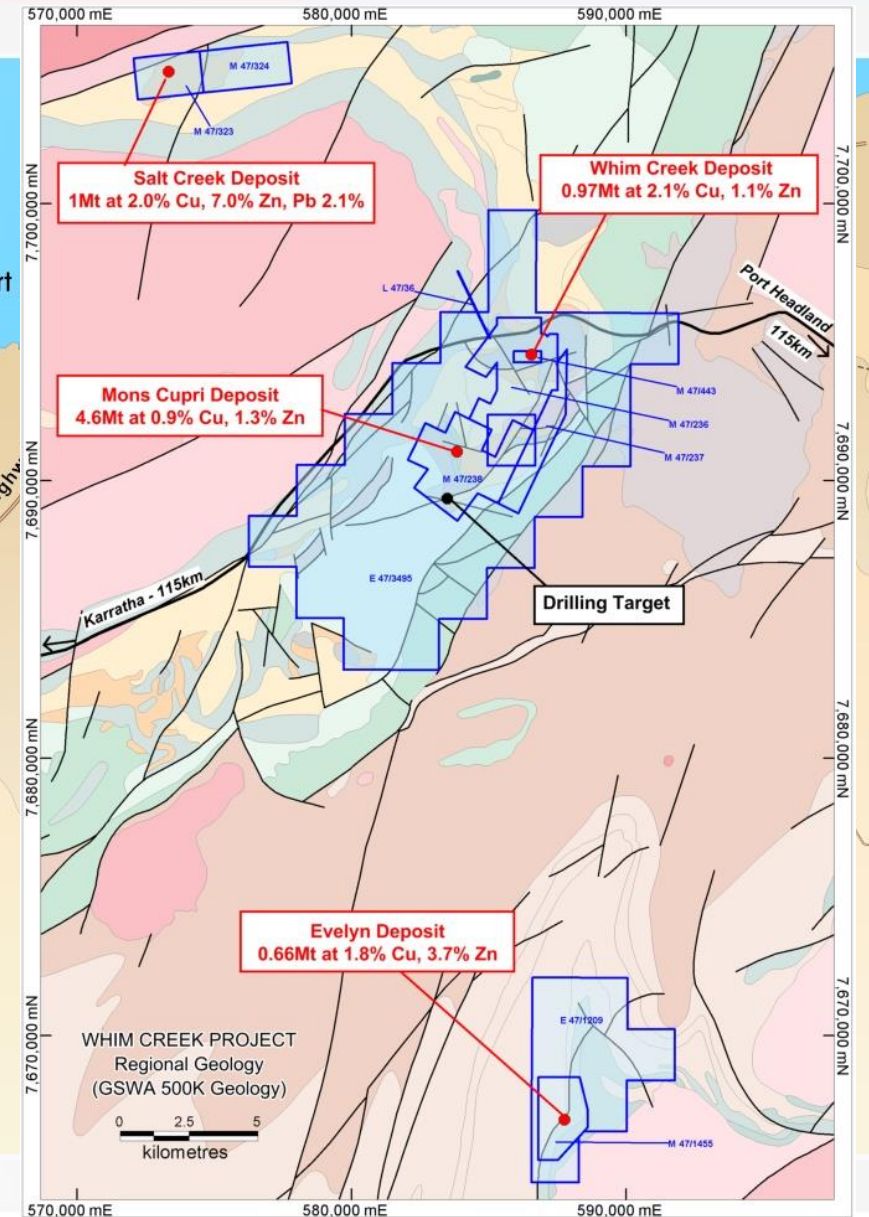 570,000 mE
580,000 mE
590,000 mE
M 47/324
M 47/323
Salt Creek Deposit
1Mt at 2.0% Cu, 7.0% Zn, Pb 2.1%
Whim Creek Deposit
0.97Mt at 2.1% Cu, 1.1% Zn
7,700,000 mN
7,700,000 mN
L 47/36
Port Headland
115km
rt
Mons Cupri Deposit
4.6Mt at 0.9% Cu, 1.3% Zn
M 47/443
M 47/236
M 47/237
M 47/238
7,690,000 mN
7,690,000 mN
ghw
E 47/3495
Drilling Target
Karratha - 115km
7,680,000 mN
7,680,000 mN
Evelyn Deposit
0.66Mt at 1.8% Cu, 3.7% Zn
7,670,000 mN
7,670,000 mN
E 47/1209
WHIM CREEK PROJECT
Regional Geology
(GSWA 500K Geology)
0 2.5 5
kilometres
M 47/1455
570,000 mE
580,000 mE
590,000 mE